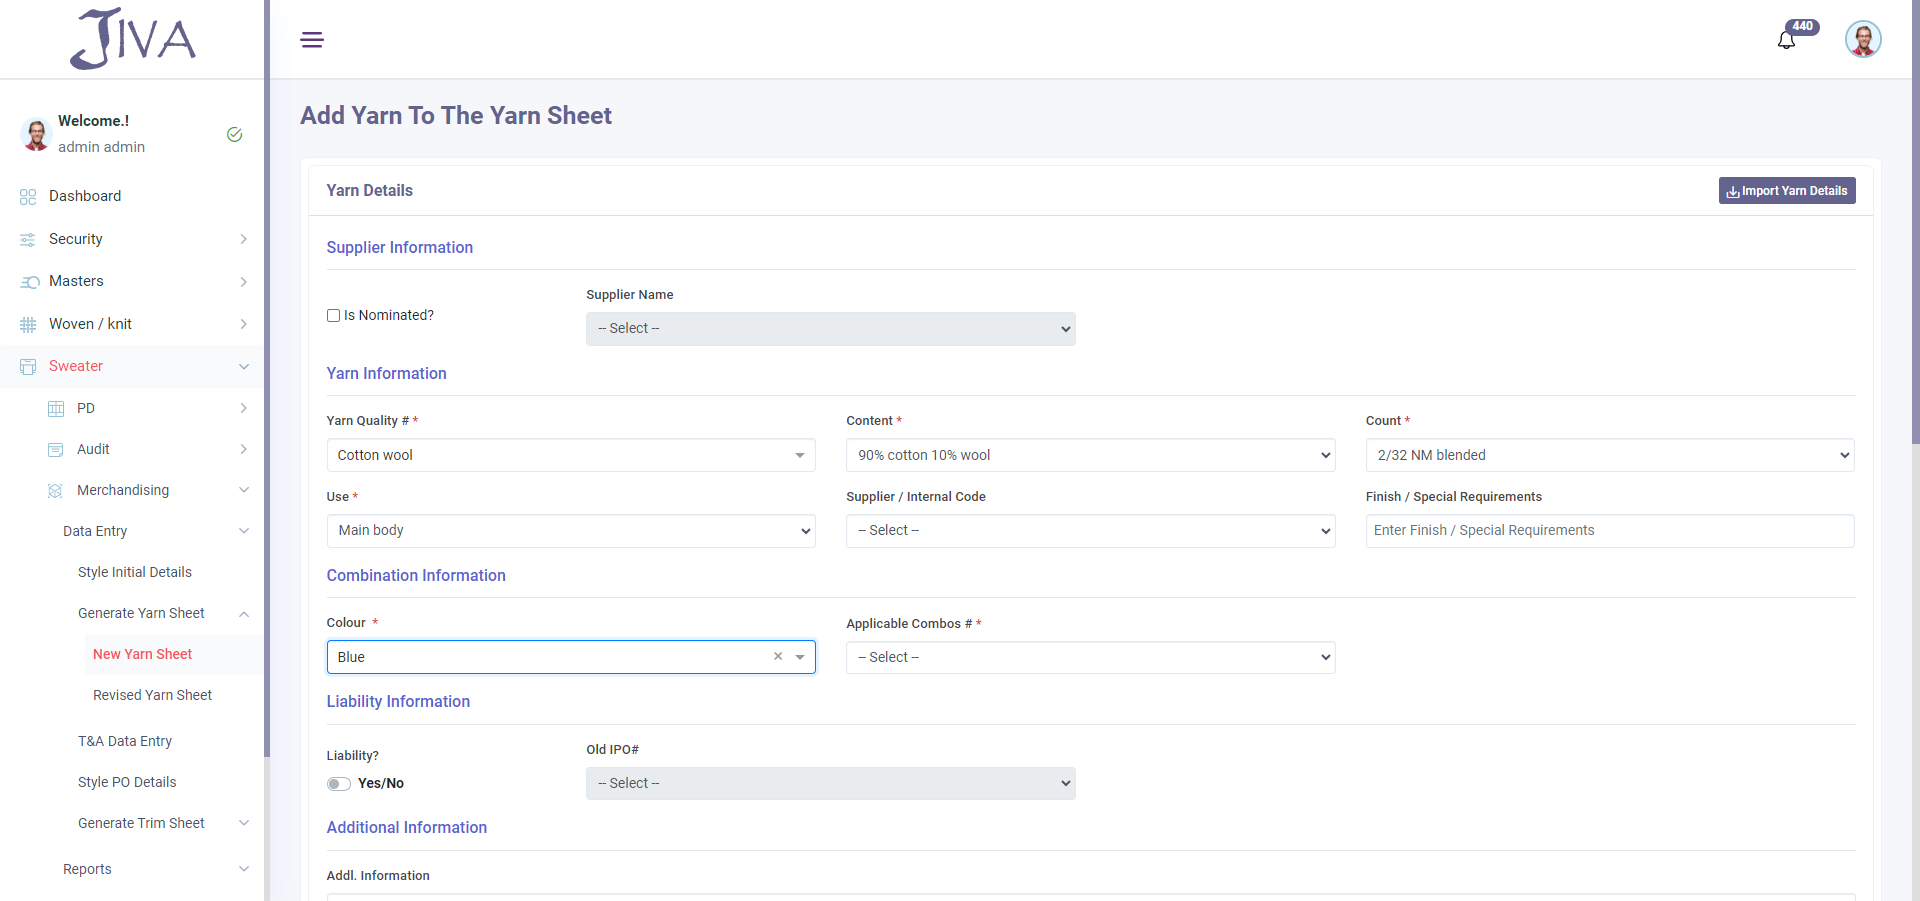 JIVA
440
Welcome.!
admin admin
Dashboard
Security
Masters
Woven / knit
Sweater
PD
Audit
Merchandising
Data Entry
Style Initial Details
Generate Yarn Sheet
New Yarn Sheet
Revised Yarn Sheet
T&A Data Entry
Style PO Details
Generate Trim Sheet
Reports
Add Yarn To The Yarn Sheet
Yarn Details
Import Yarn Details
Supplier Information
Is Nominated?
Supplier Name
-- Select --
Yarn Information
Yarn Quality # *
Content *
Count *
Cotton wool
90% cotton 10% wool
2/32 NM blended
Use *
Supplier / Internal Code
Finish / Special Requirements
Main body
-- Select --
Enter Finish / Special Requirements
Combination Information
Colour *
Applicable Combos # *
Blue
-- Select --
Liability Information
Liability?
Old IPO#
Yes/No
-- Select --
Additional Information
Addl. Information